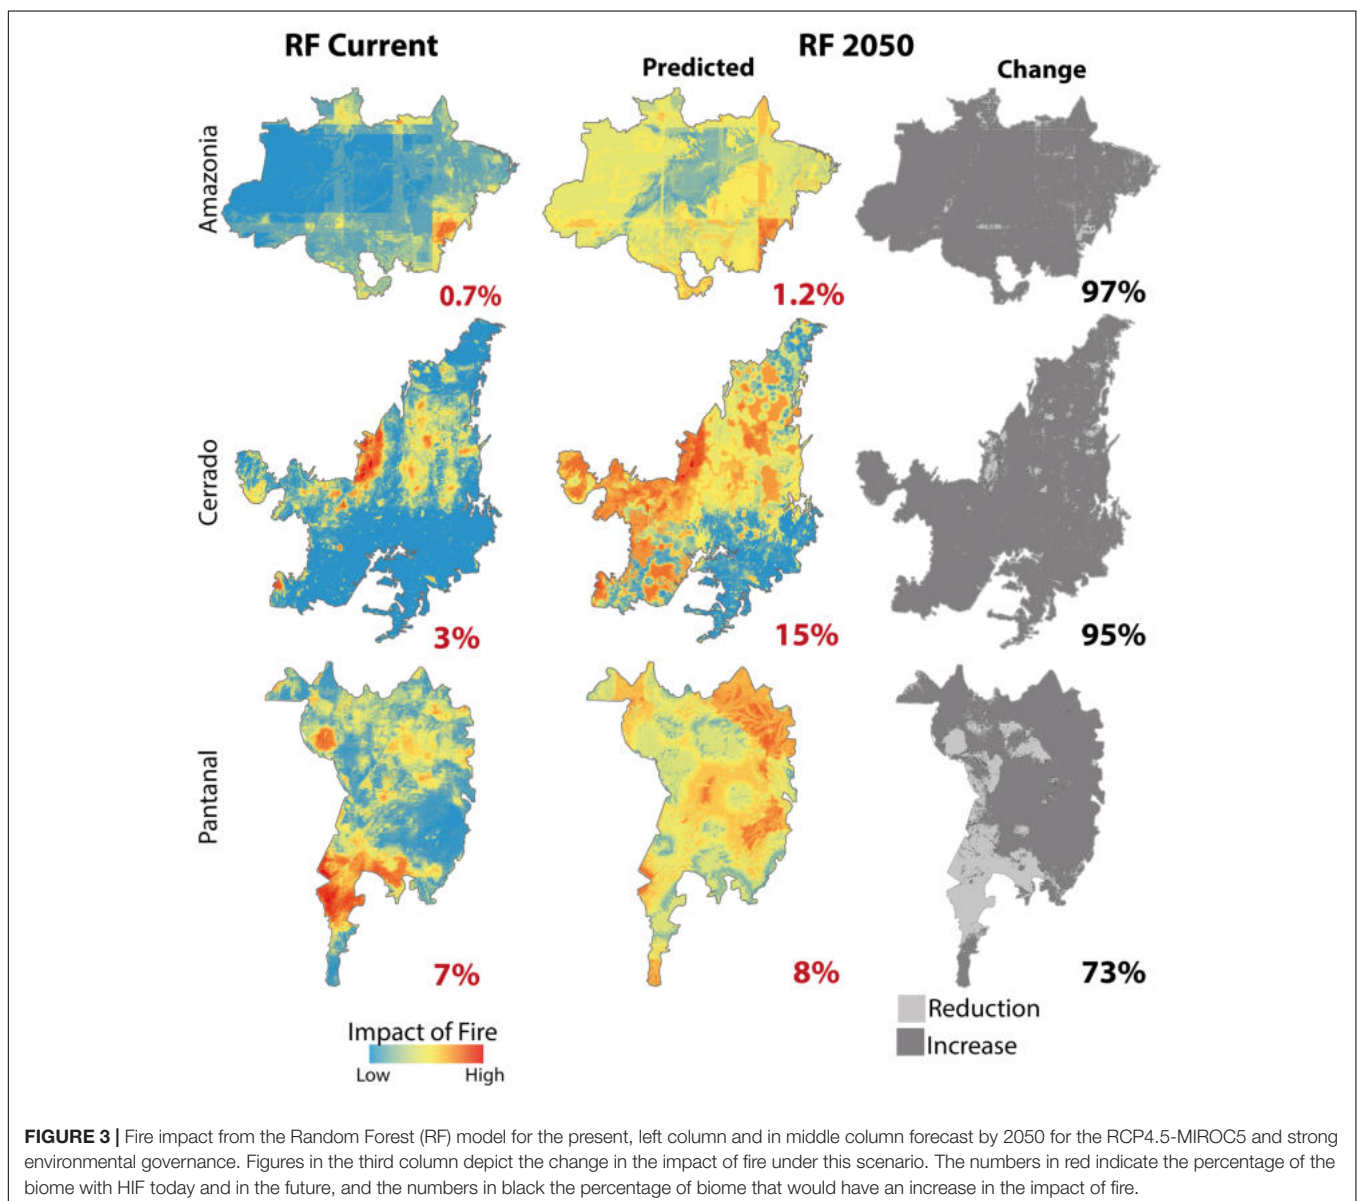 RF Current
RF 2050
Predicted
Change
Amazonia
0.7%
1.2%
97%
Cerrado
3%
15%
95%
Pantanal
7%
8%
73%
Impact of Fire
Low
High
Reduction
Increase
FIGURE 3 | Fire impact from the Random Forest (RF) model for the present, left column and in middle column forecast by 2050 for the RCP4.5-MIROC5 and strong
environmental governance. Figures in the third column depict the change in the impact of fire under this scenario. The numbers in red indicate the percentage of the
biome with HIF today and in the future, and the numbers in black the percentage of biome that would have an increase in the impact of fire.